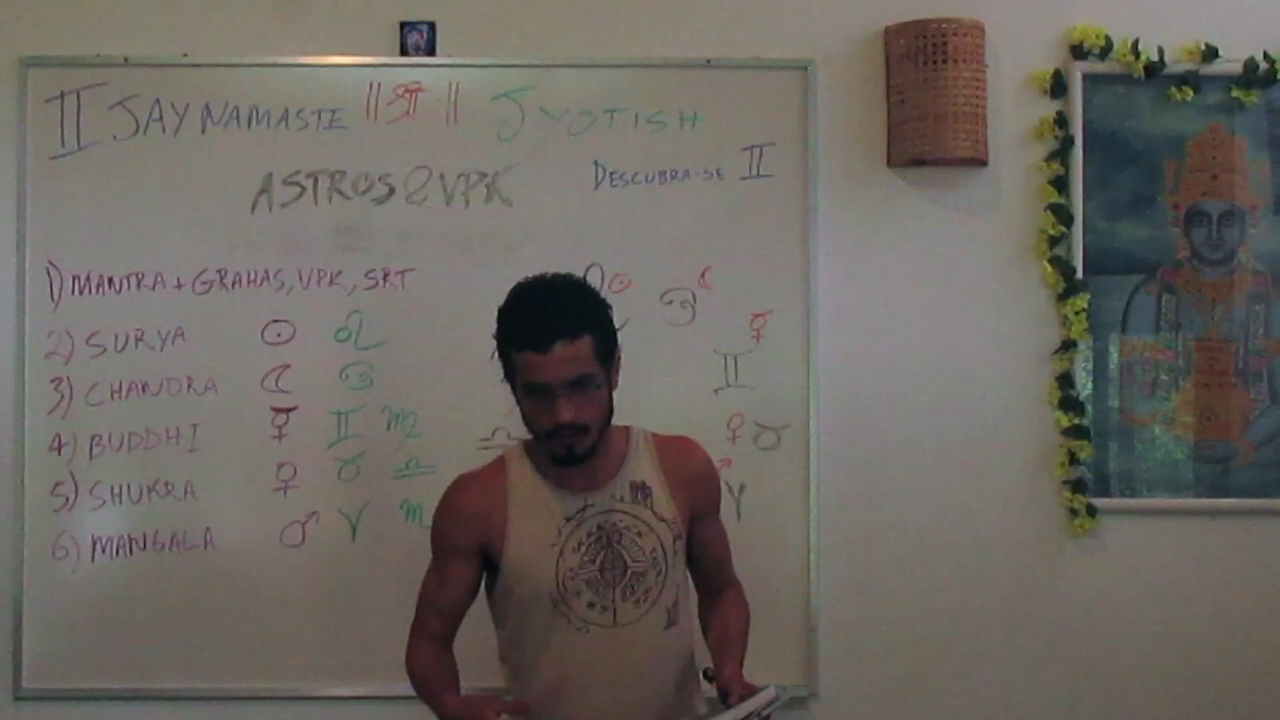 II JAY NAMASTE ॥ श्री ॥ JYOTISH
ASTROS & VPK
DESCUBRA-SE II
1) MANTRA + GRAHAS, VPK, SRT
2) SURYA ☉ ♌
3) CHANDRA ☾ ♋
4) BUDDHI ☿ ♊ ♍
5) SHUKRA ♀ ♉ ♎
6) MANGALA ♂ ♈ ♏
☉ ♋ ☾
☿
♊
♎ ♀ ♉
♈